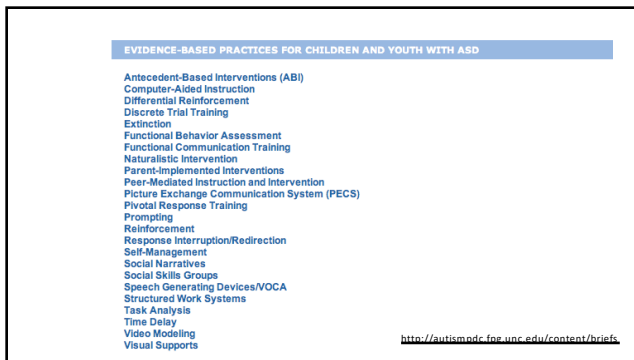 EVIDENCE-BASED PRACTICES FOR CHILDREN AND YOUTH WITH ASD
Antecedent-Based Interventions (ABI)
Computer-Aided Instruction
Differential Reinforcement
Discrete Trial Training
Extinction
Functional Behavior Assessment
Functional Communication Training
Naturalistic Intervention
Parent-Implemented Interventions
Peer-Mediated Instruction and Intervention
Picture Exchange Communication System (PECS)
Pivotal Response Training
Prompting
Reinforcement
Response Interruption/Redirection
Self-Management
Social Narratives
Social Skills Groups
Speech Generating Devices/VOCA
Structured Work Systems
Task Analysis
Time Delay
Video Modeling
Visual Supports
http://autismpdc.fpg.unc.edu/content/briefs